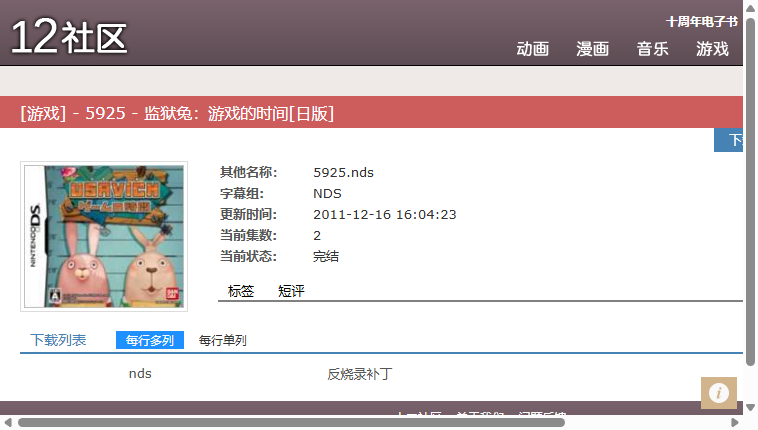 十周年电子书
12社区
动画 漫画 音乐 游戏
[游戏] - 5925 - 监狱兔：游戏的时间[日版]
NINTENDO DS
USAVICH
ゲームの時間
A
BAN
DAI
其他名称： 5925.nds
字幕组： NDS
更新时间： 2011-12-16 16:04:23
当前集数： 2
当前状态： 完结
标签 短评
下载列表 每行多列 每行单列
nds 反烧录补丁